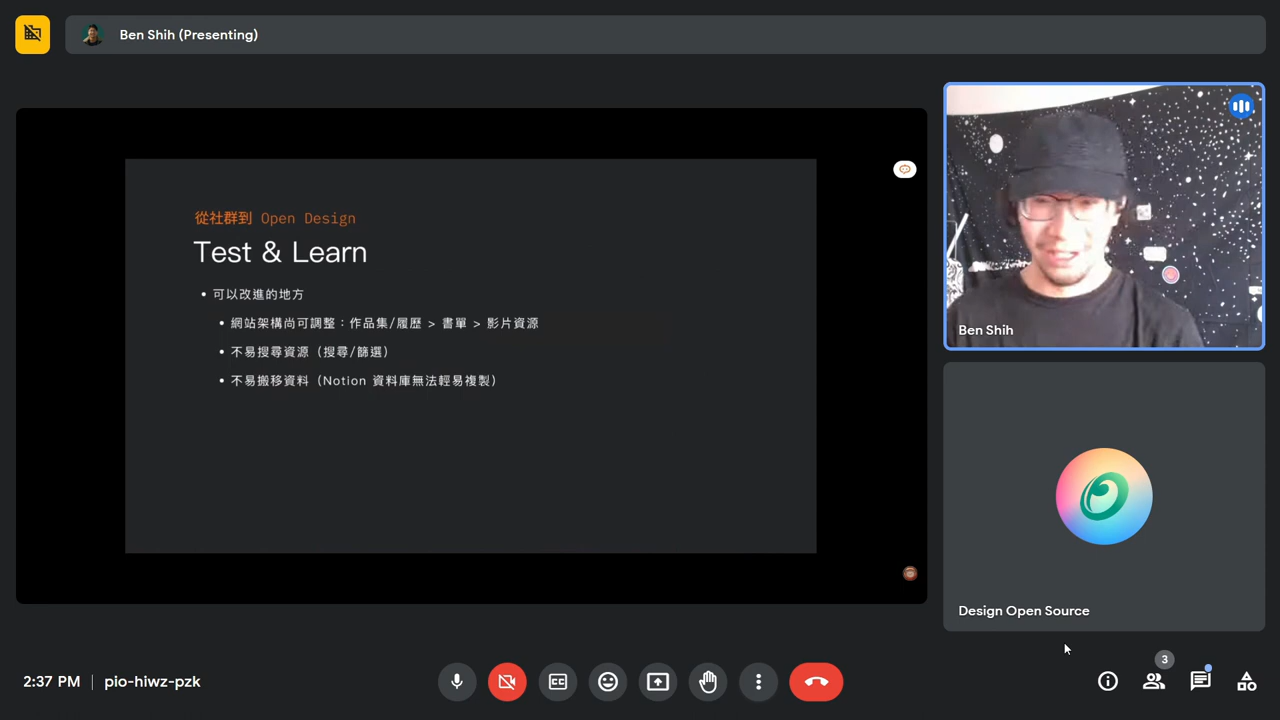 Ben Shih (Presenting)
從社群到 Open Design
Test & Learn
• 可以改進的地方
• 網站架構尚可調整：作品集/履歷 > 書單 > 影片資源
• 不易搜尋資源（搜尋/篩選）
• 不易搬移資料（Notion 資料庫無法輕易複製）
Ben Shih
Design Open Source
2:37 PM | pio-hiwz-pzk
3